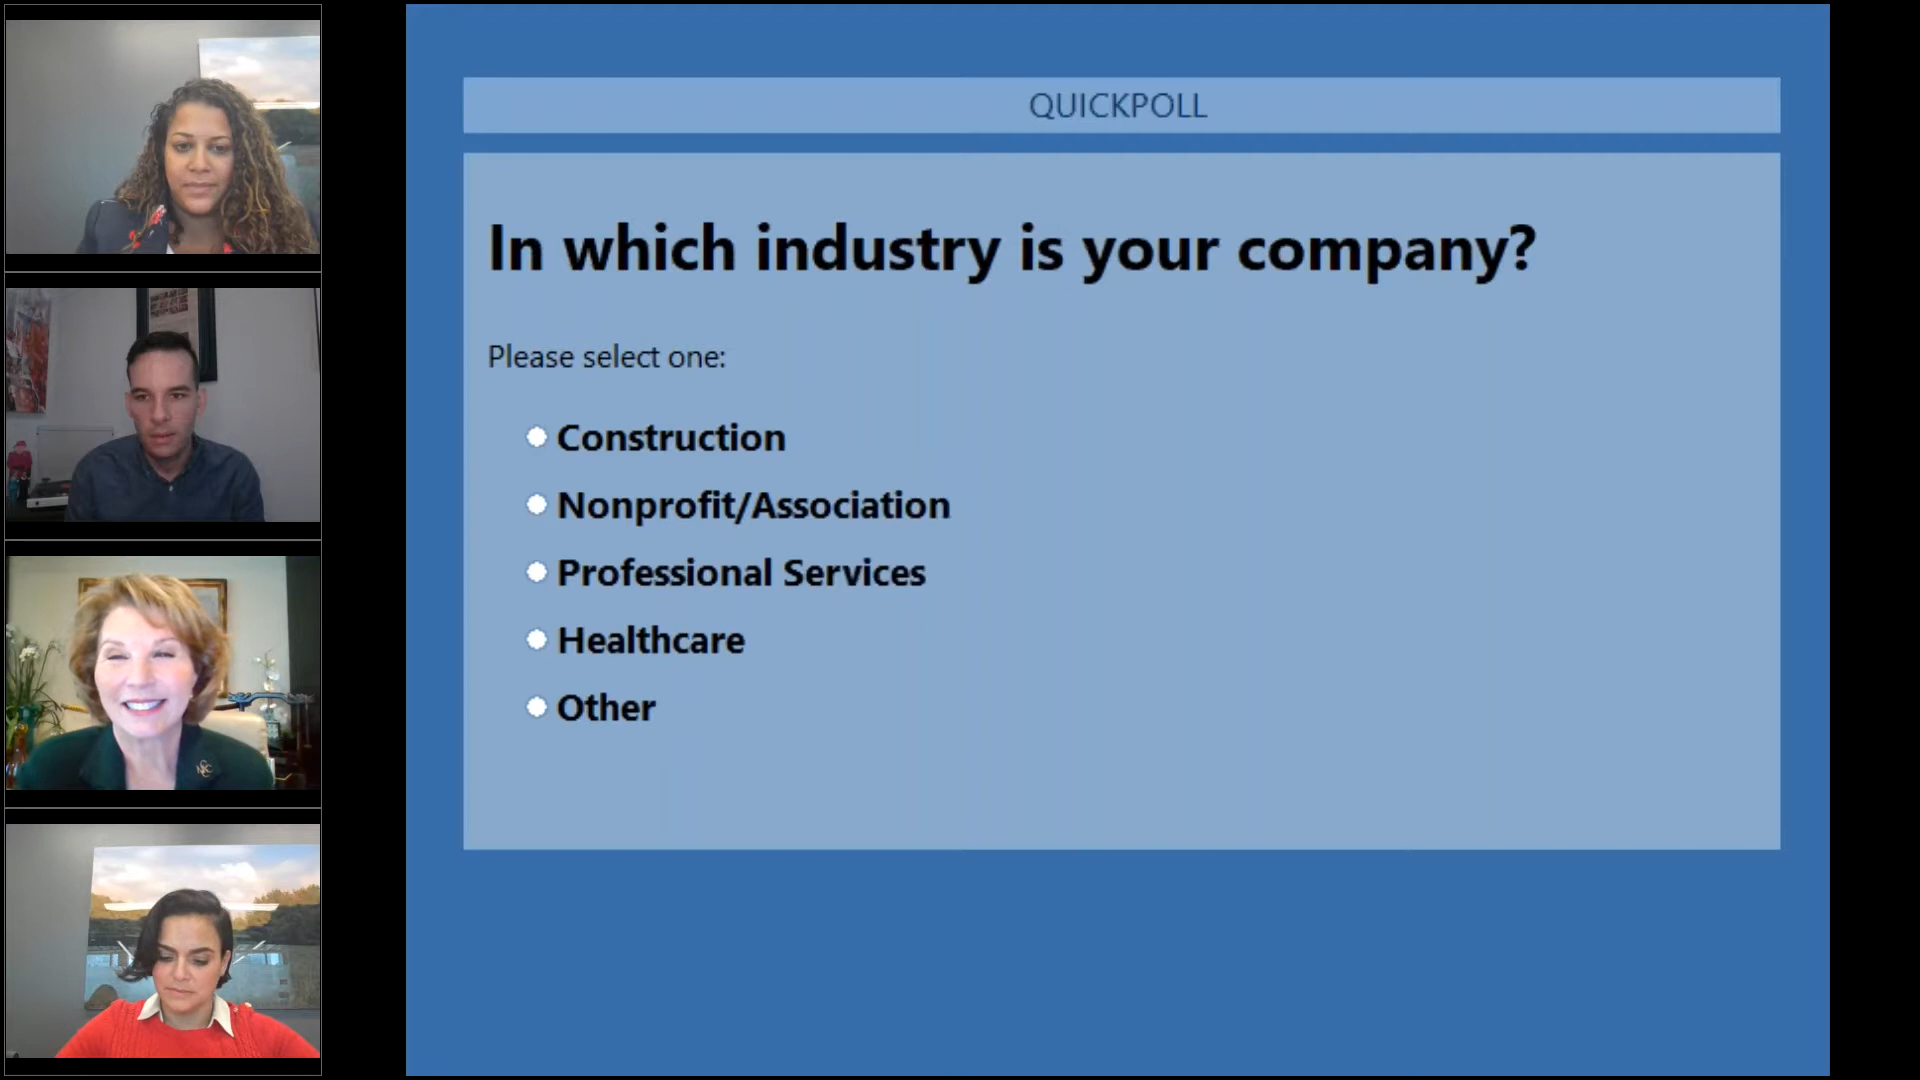 QUICKPOLL
In which industry is your company?
Please select one:
Construction
Nonprofit/Association
Professional Services
Healthcare
Other